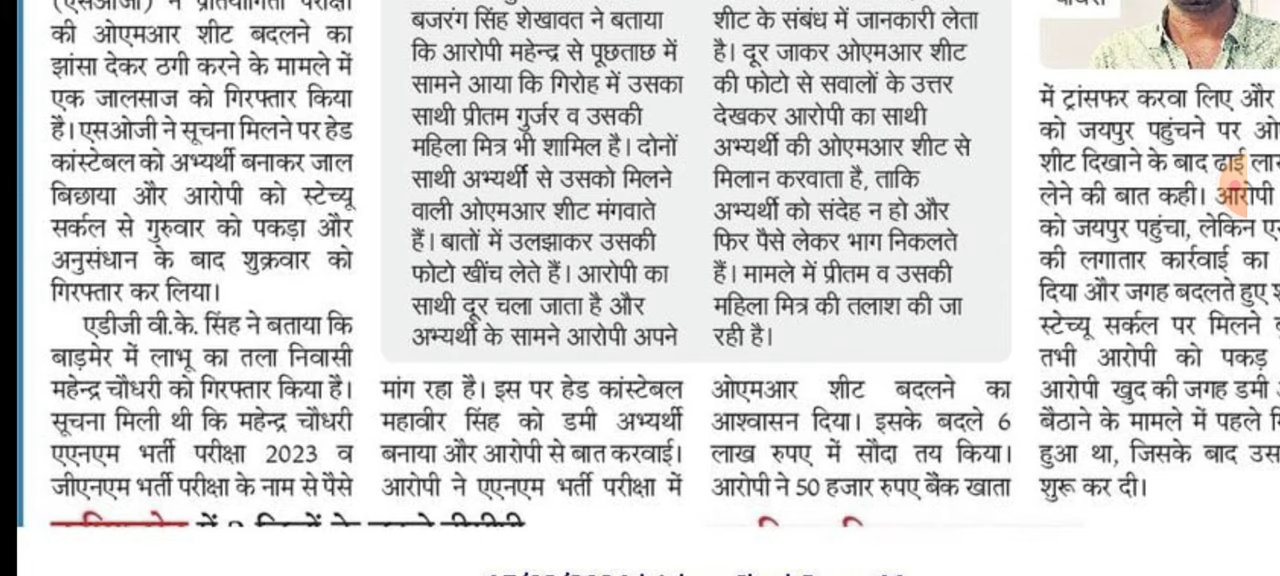 (एसओजी) ने प्रतियोगिता परीक्षा
की ओएमआर शीट बदलने का
झांसा देकर ठगी करने के मामले में
एक जालसाज को गिरफ्तार किया
है। एसओजी ने सूचना मिलने पर हेड
कांस्टेबल को अभ्यर्थी बनाकर जाल
बिछाया और आरोपी को स्टेच्यू
सर्कल से गुरुवार को पकड़ा और
अनुसंधान के बाद शुक्रवार को
गिरफ्तार कर लिया।
एडीजी वी.के. सिंह ने बताया कि
बाड़मेर में लाभू का तला निवासी
महेन्द्र चौधरी को गिरफ्तार किया है।
सूचना मिली थी कि महेन्द्र चौधरी
एएनएम भर्ती परीक्षा 2023 व
जीएनएम भर्ती परीक्षा के नाम से पैसे
बजरंग सिंह शेखावत ने बताया
कि आरोपी महेन्द्र से पूछताछ में
सामने आया कि गिरोह में उसका
साथी प्रीतम गुर्जर व उसकी
महिला मित्र भी शामिल है। दोनों
साथी अभ्यर्थी से उसको मिलने
वाली ओएमआर शीट मंगवाते
हैं। बातों में उलझाकर उसकी
फोटो खींच लेते हैं। आरोपी का
साथी दूर चला जाता है और
अभ्यर्थी के सामने आरोपी अपने
शीट के संबंध में जानकारी लेता
है। दूर जाकर ओएमआर शीट
की फोटो से सवालों के उत्तर
देखकर आरोपी का साथी
अभ्यर्थी की ओएमआर शीट से
मिलान करवाता है, ताकि
अभ्यर्थी को संदेह न हो और
फिर पैसे लेकर भाग निकलते
हैं। मामले में प्रीतम व उसकी
महिला मित्र की तलाश की जा
रही है।
मांग रहा है। इस पर हेड कांस्टेबल
महावीर सिंह को डमी अभ्यर्थी
बनाया और आरोपी से बात करवाई।
आरोपी ने एएनएम भर्ती परीक्षा में
ओएमआर शीट बदलने का
आश्वासन दिया। इसके बदले 6
लाख रुपए में सौदा तय किया।
आरोपी ने 50 हजार रुपए बैंक खाता
में ट्रांसफर करवा लिए और
को जयपुर पहुंचने पर
शीट दिखाने के बाद ढाई
लेने की बात कही। आरोपी
को जयपुर पहुंचा, लेकिन
की लगातार कार्रवाई का
दिया और जगह बदलते हुए
स्टेच्यू सर्कल पर मिलने
तभी आरोपी को पकड़
आरोपी खुद की जगह डमी
बैठाने के मामले में पहले
हुआ था, जिसके बाद
शुरू कर दी।